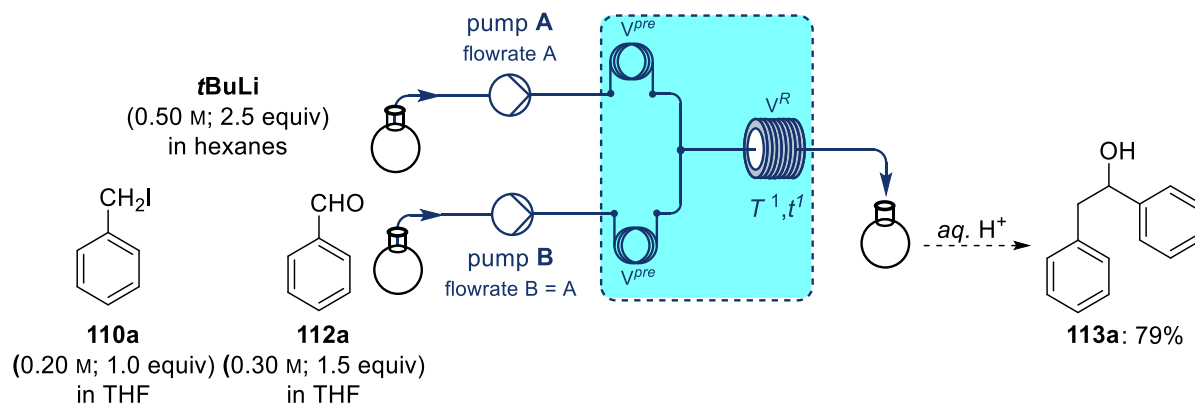 pump A
flowrate A
V^pre
tBuLi
(0.50 M; 2.5 equiv)
in hexanes
V^R
OH
CH₂I
CHO
T ¹,t¹
aq. H⁺
pump B
flowrate B = A
V^pre
110a
112a
113a: 79%
(0.20 M; 1.0 equiv)
(0.30 M; 1.5 equiv)
in THF
in THF